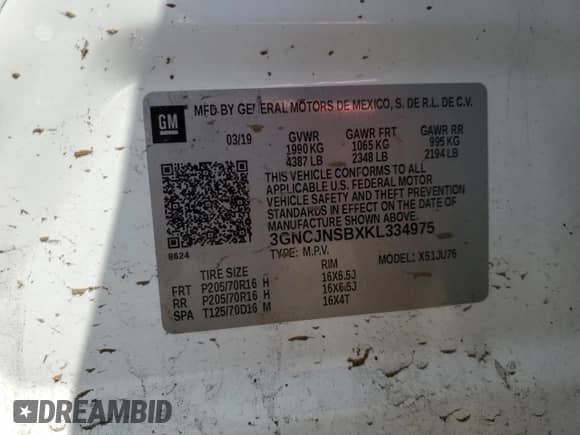 GM
MFD BY GENERAL MOTORS DE MEXICO, S. DE R.L. DE C.V.
03/19 GVWR GAWR FRT GAWR RR
1990 KG 1065 KG 995 KG
4387 LB 2348 LB 2194 LB
THIS VEHICLE CONFORMS TO ALL
APPLICABLE U.S. FEDERAL MOTOR
VEHICLE SAFETY AND THEFT PREVENTION
STANDARDS IN EFFECT ON THE DATE OF
MANUFACTURE SHOWN ABOVE.
3GNCJNSBXKL334975
8624
TYPE: M.P.V. MODEL: X51JU76
TIRE SIZE RIM
FRT P205/70R16 H 16X6.5J
RR P205/70R16 H 16X6.5J
SPA T125/70D16 M 16X4T
DREAMBID